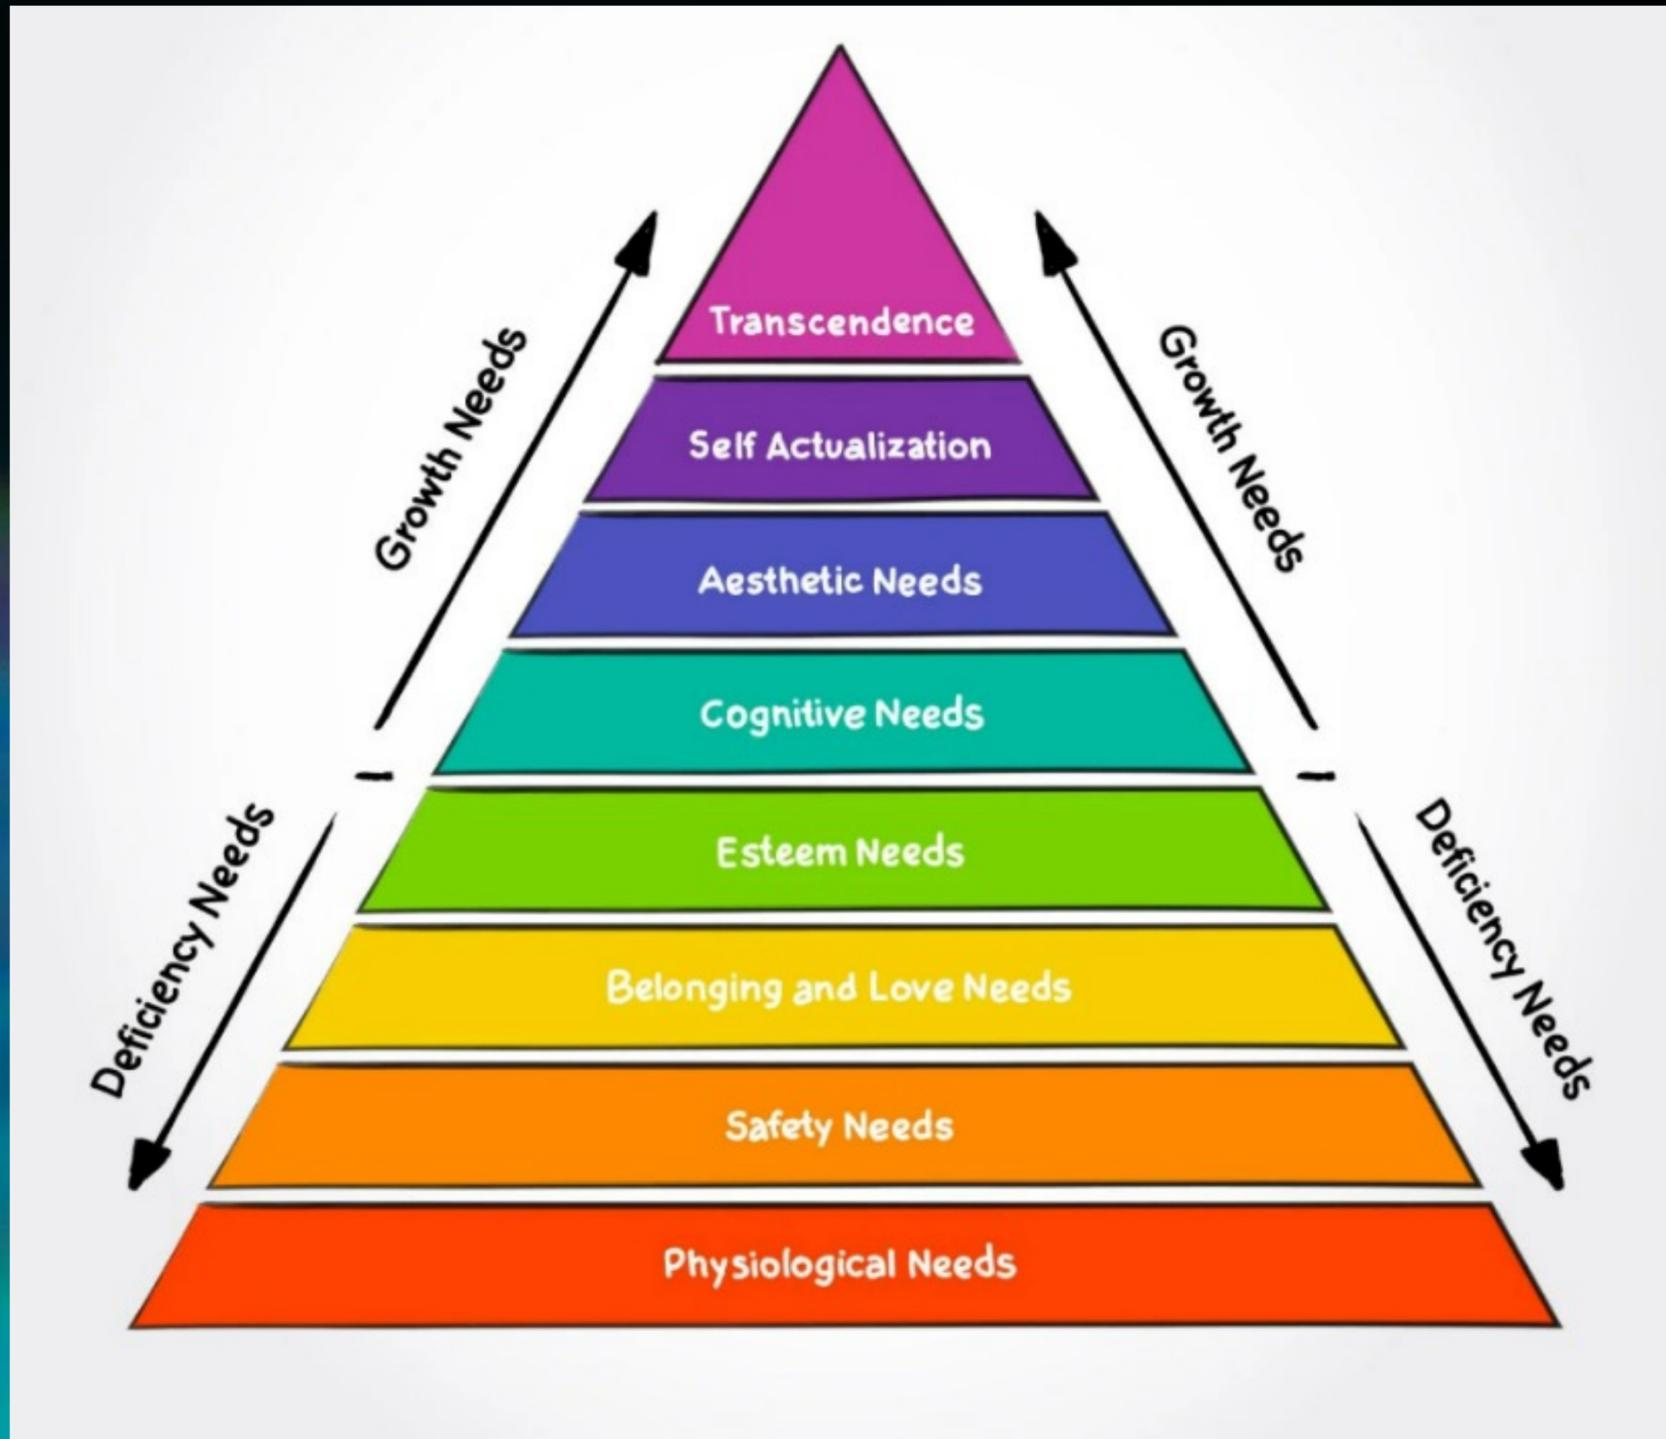 Transcendence
Growth Needs
Growth Needs
Self Actualization
Aesthetic Needs
Cognitive Needs
Deficiency Needs
Deficiency Needs
Esteem Needs
Belonging and Love Needs
Safety Needs
Physiological Needs